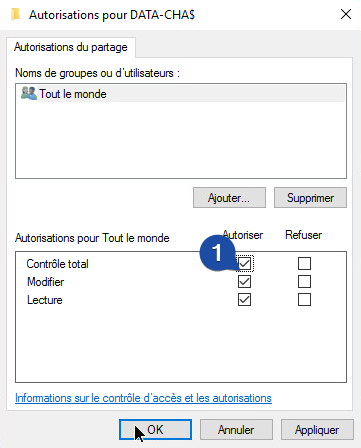 Autorisations pour DATA-CHA$
Autorisations du partage
Noms de groupes ou d'utilisateurs :
Tout le monde
Ajouter... Supprimer
Autorisations pour Tout le monde Autoriser Refuser
1
Contrôle total
Modifier
Lecture
Informations sur le contrôle d'accès et les autorisations
OK Annuler Appliquer